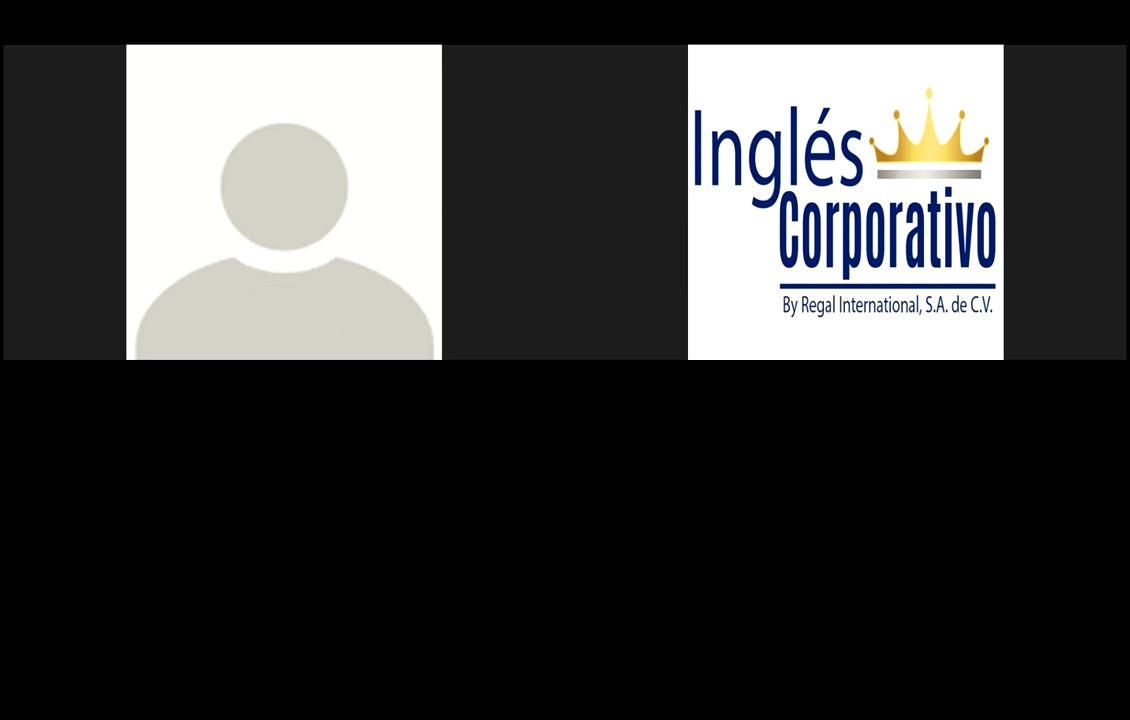 Inglés
Corporativo
By Regal International, S.A. de C.V.